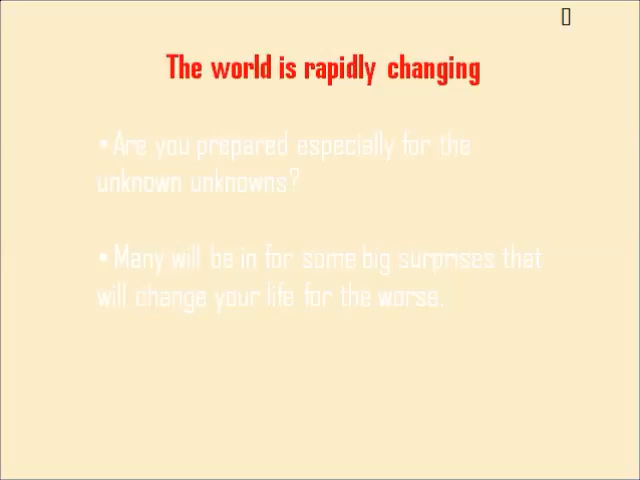 The world is rapidly changing
• Are you prepared especially for the
unknown unknowns?
• Many will be in for some big surprises that
will change your life for the worse.